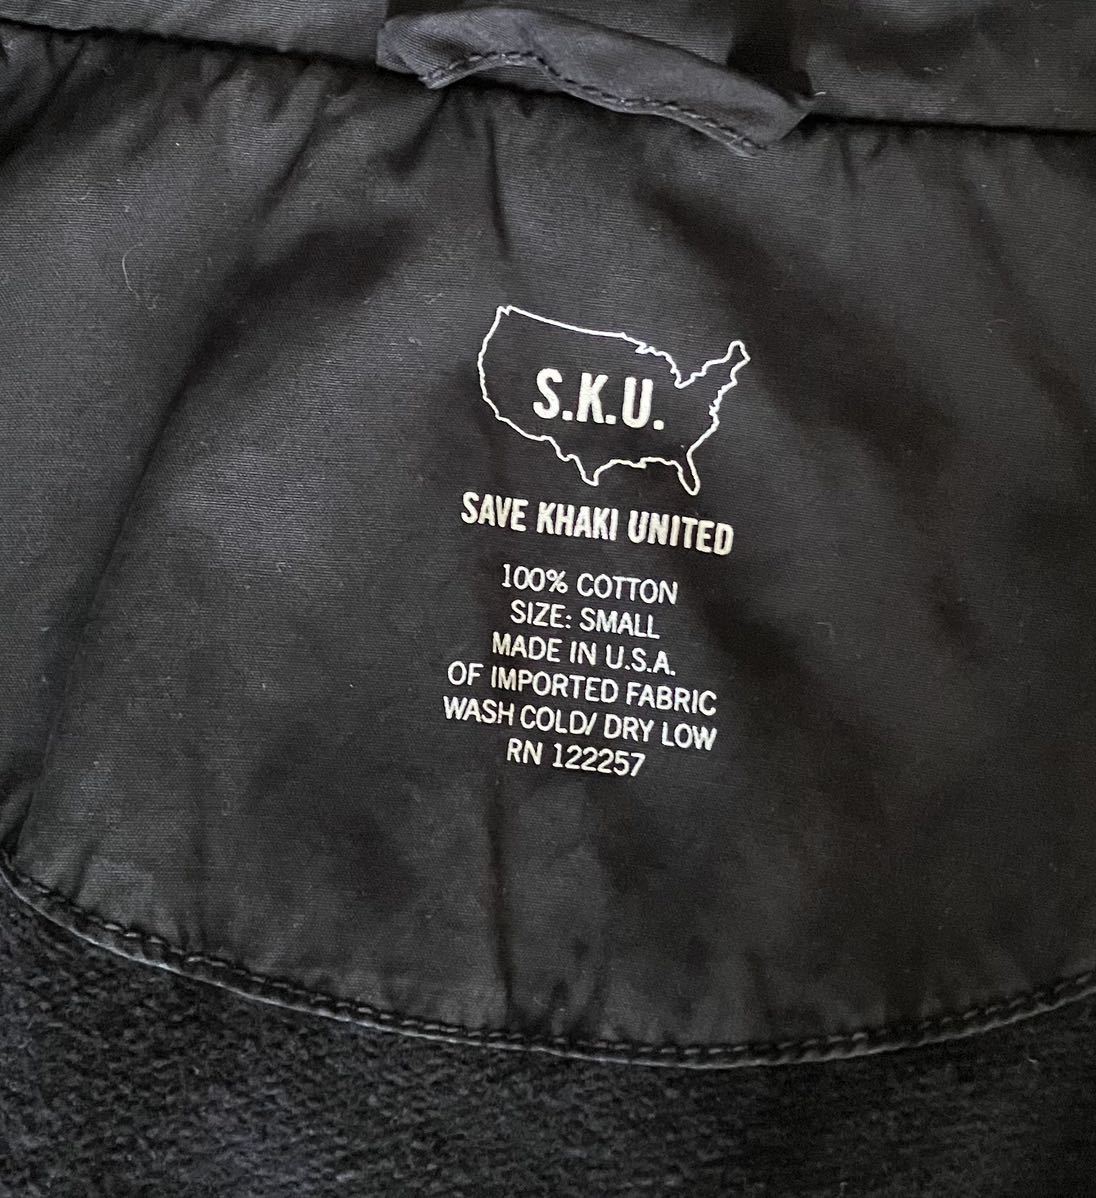 S.K.U.
SAVE KHAKI UNITED
100% COTTON
SIZE: SMALL
MADE IN U.S.A.
OF IMPORTED FABRIC
WASH COLD/ DRY LOW
RN 122257